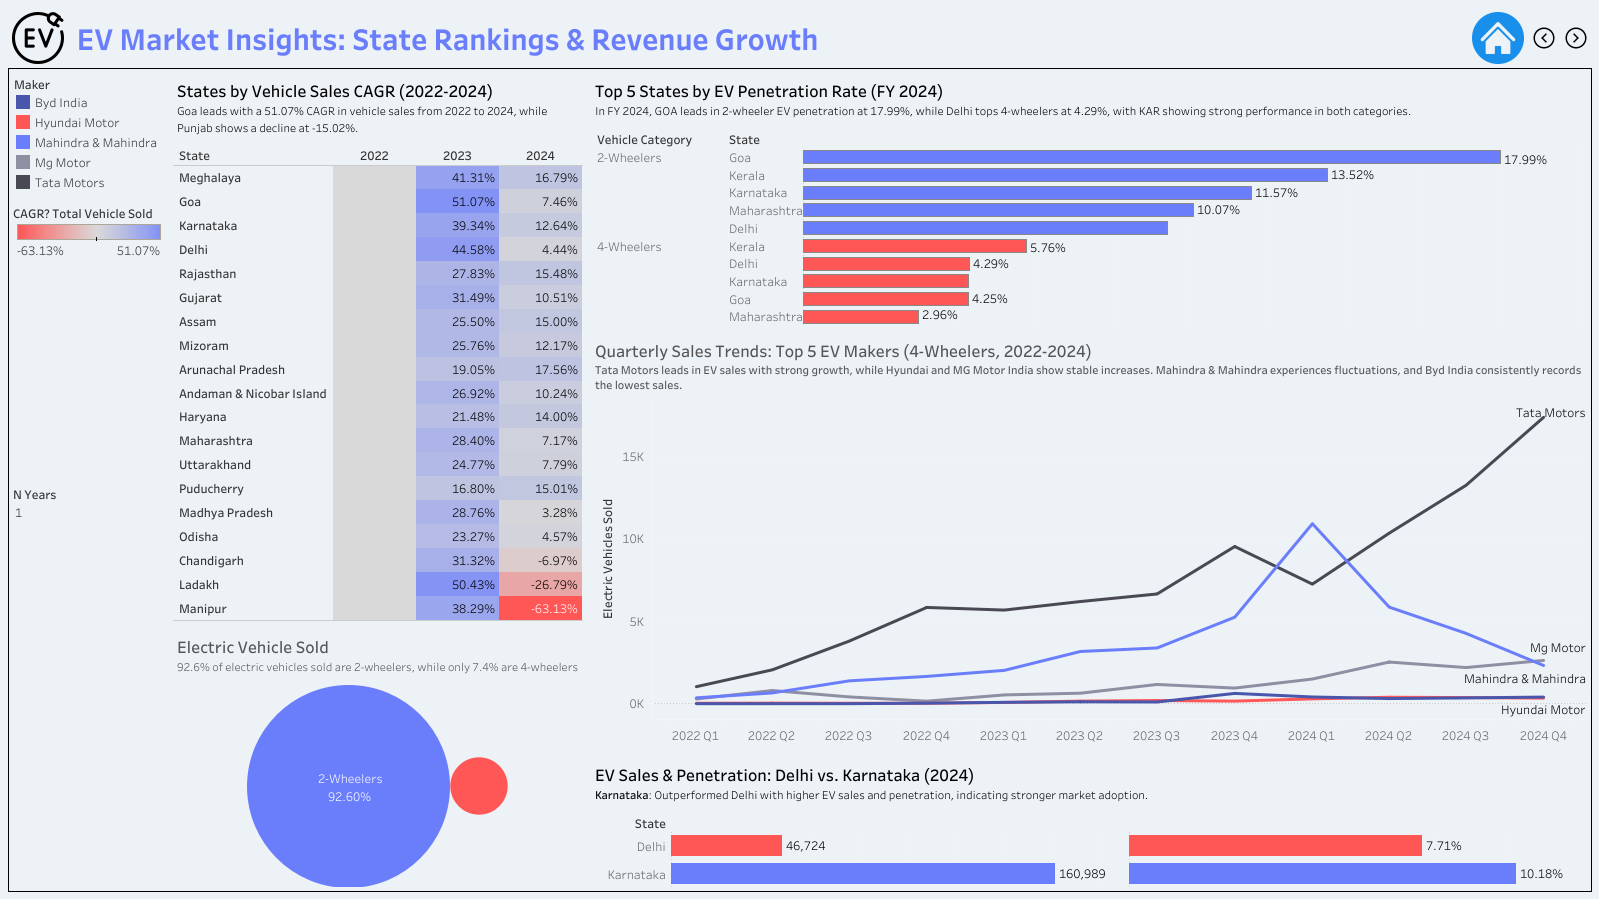 EV
EV Market Insights: State Rankings & Revenue Growth
Maker
Byd India
Hyundai Motor
Mahindra & Mahindra
Mg Motor
Tata Motors
CAGR? Total Vehicle Sold
-63.13% 51.07%
N Years
1
States by Vehicle Sales CAGR (2022-2024)
Goa leads with a 51.07% CAGR in vehicle sales from 2022 to 2024, while
Punjab shows a decline at -15.02%.
State 2022 2023 2024
Meghalaya 41.31% 16.79%
Goa 51.07% 7.46%
Karnataka 39.34% 12.64%
Delhi 44.58% 4.44%
Rajasthan 27.83% 15.48%
Gujarat 31.49% 10.51%
Assam 25.50% 15.00%
Mizoram 25.76% 12.17%
Arunachal Pradesh 19.05% 17.56%
Andaman & Nicobar Island 26.92% 10.24%
Haryana 21.48% 14.00%
Maharashtra 28.40% 7.17%
Uttarakhand 24.77% 7.79%
Puducherry 16.80% 15.01%
Madhya Pradesh 28.76% 3.28%
Odisha 23.27% 4.57%
Chandigarh 31.32% -6.97%
Ladakh 50.43% -26.79%
Manipur 38.29% -63.13%
Electric Vehicle Sold
92.6% of electric vehicles sold are 2-wheelers, while only 7.4% are 4-wheelers
2-Wheelers
92.60%
Top 5 States by EV Penetration Rate (FY 2024)
In FY 2024, GOA leads in 2-wheeler EV penetration at 17.99%, while Delhi tops 4-wheelers at 4.29%, with KAR showing strong performance in both categories.
Vehicle Category State
2-Wheelers Goa 17.99%
Kerala 13.52%
Karnataka 11.57%
Maharashtra 10.07%
Delhi
4-Wheelers Kerala 5.76%
Delhi 4.29%
Karnataka
Goa 4.25%
Maharashtra 2.96%
Quarterly Sales Trends: Top 5 EV Makers (4-Wheelers, 2022-2024)
Tata Motors leads in EV sales with strong growth, while Hyundai and MG Motor India show stable increases. Mahindra & Mahindra experiences fluctuations, and Byd India consistently records
the lowest sales.
Electric Vehicles Sold
15K
10K
5K
0K
Tata Motors
Mg Motor
Mahindra & Mahindra
Hyundai Motor
2022 Q1 2022 Q2 2022 Q3 2022 Q4 2023 Q1 2023 Q2 2023 Q3 2023 Q4 2024 Q1 2024 Q2 2024 Q3 2024 Q4
EV Sales & Penetration: Delhi vs. Karnataka (2024)
Karnataka: Outperformed Delhi with higher EV sales and penetration, indicating stronger market adoption.
State
Delhi 46,724 7.71%
Karnataka 160,989 10.18%